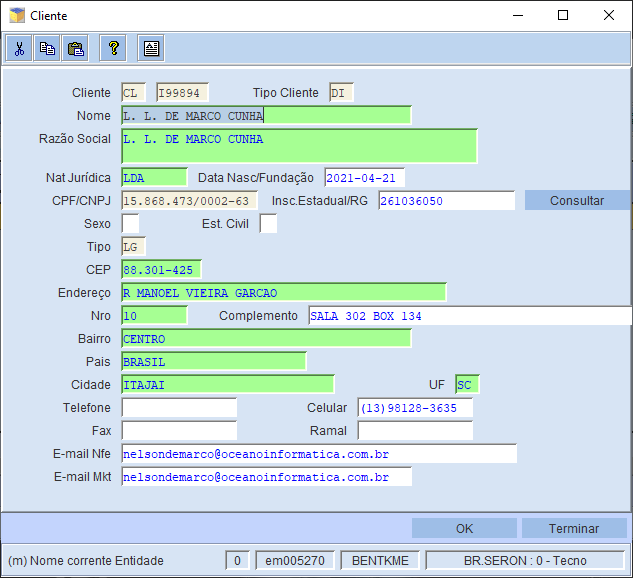 Cliente
Cliente CL I99894 Tipo Cliente DI
Nome L. L. DE MARCO CUNHA
Razão Social L. L. DE MARCO CUNHA
Nat Jurídica LDA Data Nasc/Fundação 2021-04-21
CPF/CNPJ 15.868.473/0002-63 Insc.Estadual/RG 261036050 Consultar
Sexo Est. Civil
Tipo LG
CEP 88.301-425
Endereço R MANOEL VIEIRA GARCAO
Nro 10 Complemento SALA 302 BOX 134
Bairro CENTRO
Pais BRASIL
Cidade ITAJAI UF SC
Telefone Celular (13)98128-3635
Fax Ramal
E-mail Nfe nelsondemarco@oceanoinformatica.com.br
E-mail Mkt nelsondemarco@oceanoinformatica.com.br
OK Terminar
(m) Nome corrente Entidade 0 em005270 BENTKME BR.SERON : 0 - Tecno